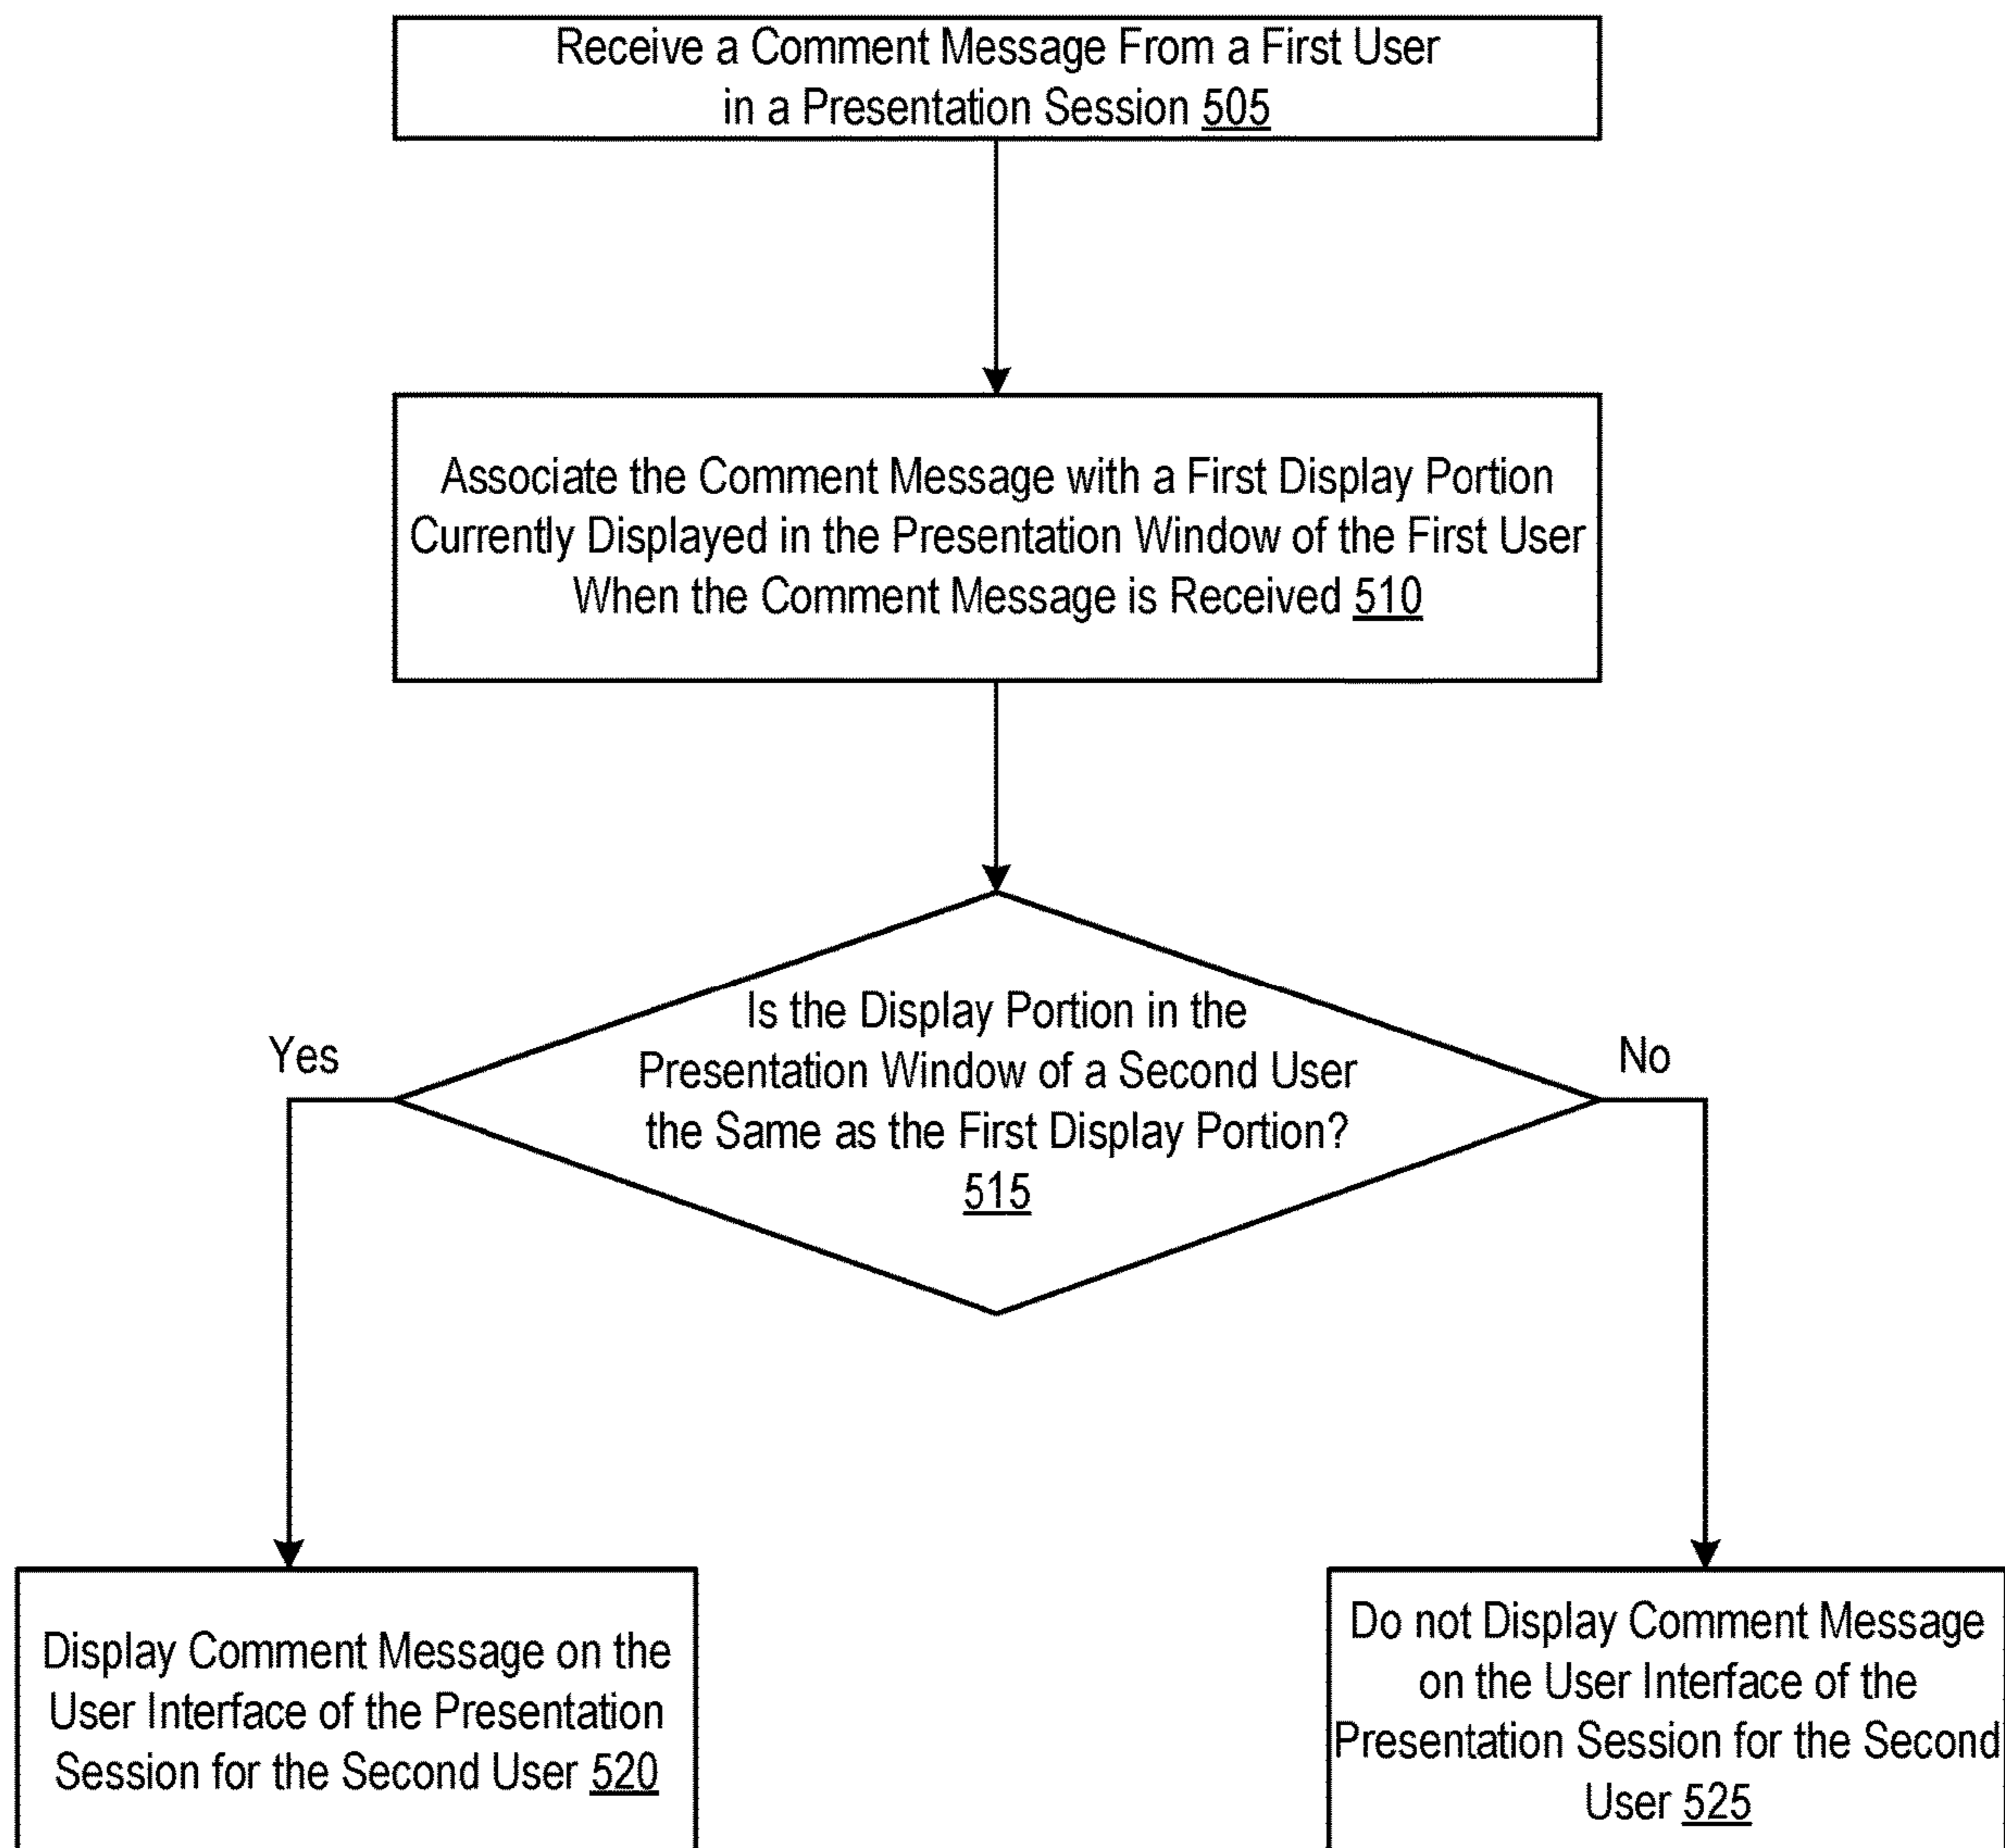 Receive a Comment Message From a First User
in a Presentation Session 505
Associate the Comment Message with a First Display Portion
Currently Displayed in the Presentation Window of the First User
When the Comment Message is Received 510
Is the Display Portion in the
Presentation Window of a Second User
the Same as the First Display Portion?
515
Yes
No
Display Comment Message on the
User Interface of the Presentation
Session for the Second User 520
Do not Display Comment Message
on the User Interface of the
Presentation Session for the Second
User 525